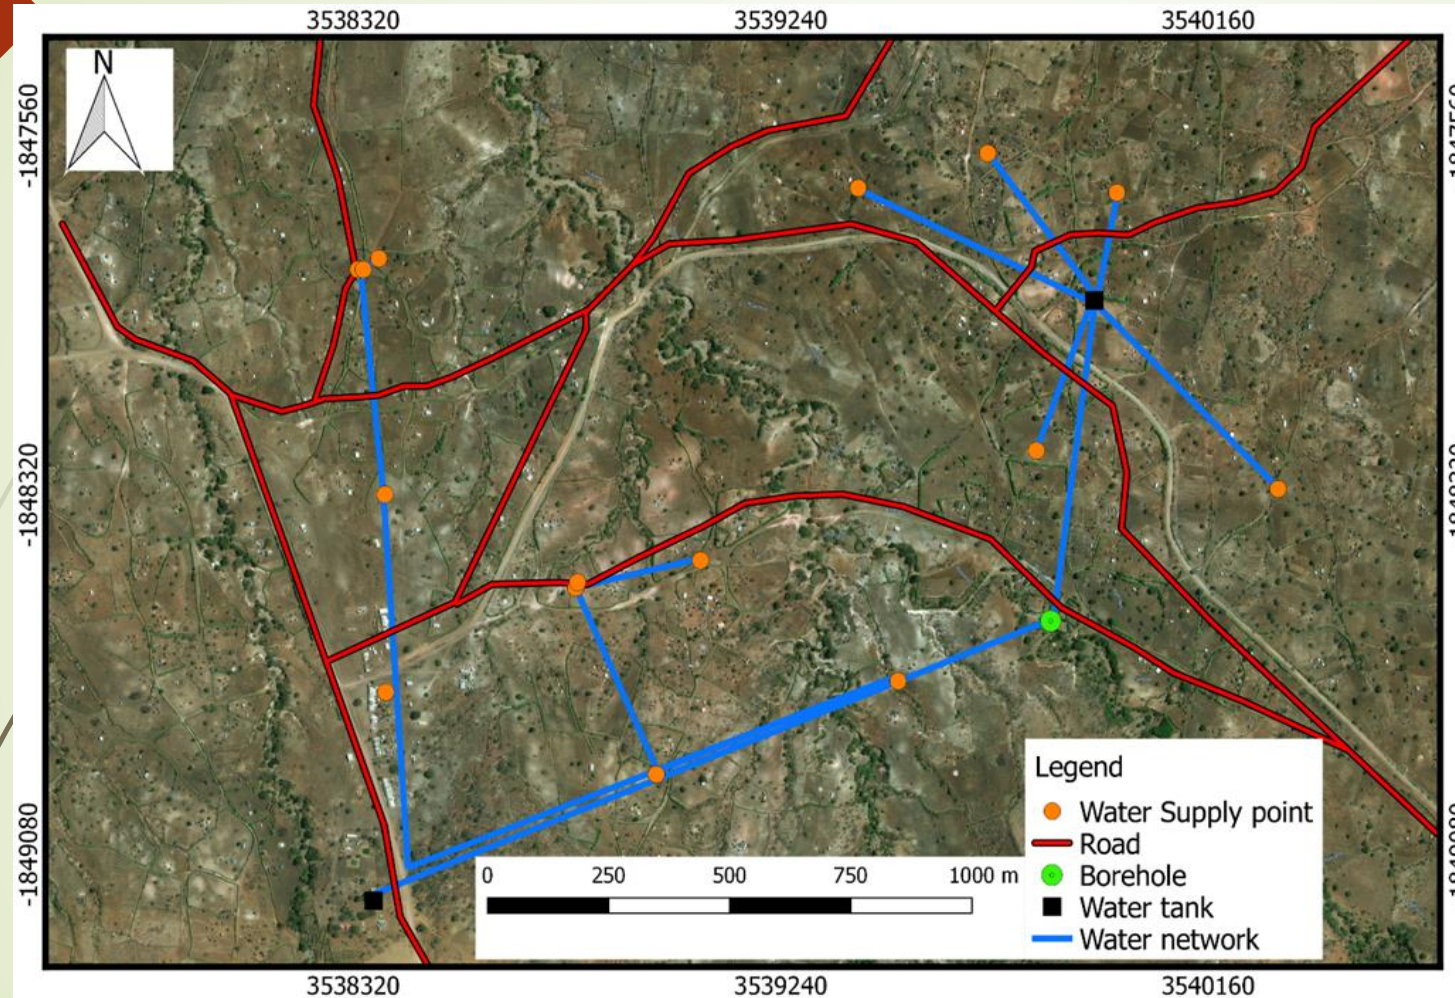 3538320 3539240 3540160
N
-1847560
-1848320
-1849080
Legend
Water Supply point
Road
Borehole
Water tank
Water network
0 250 500 750 1000 m
3538320 3539240 3540160